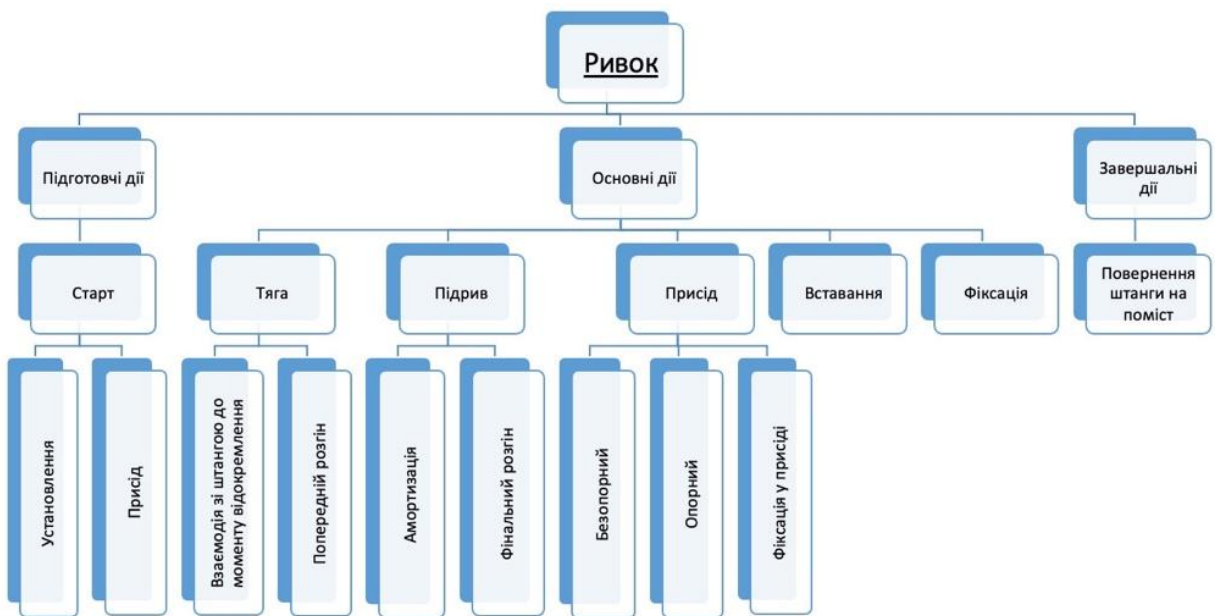 Ривок
Підготовчі дії
Основні дії
Завершальні
дії
Старт
Тяга
Підрив
Присід
Вставання
Фіксація
Повернення
штанги на
поміст
Установлення
Присід
Взаємодія зі штангою до
моменту відокремлення
Попередній розгін
Амортизація
Фінальний розгін
Безопорний
Опорний
Фіксація у присіді